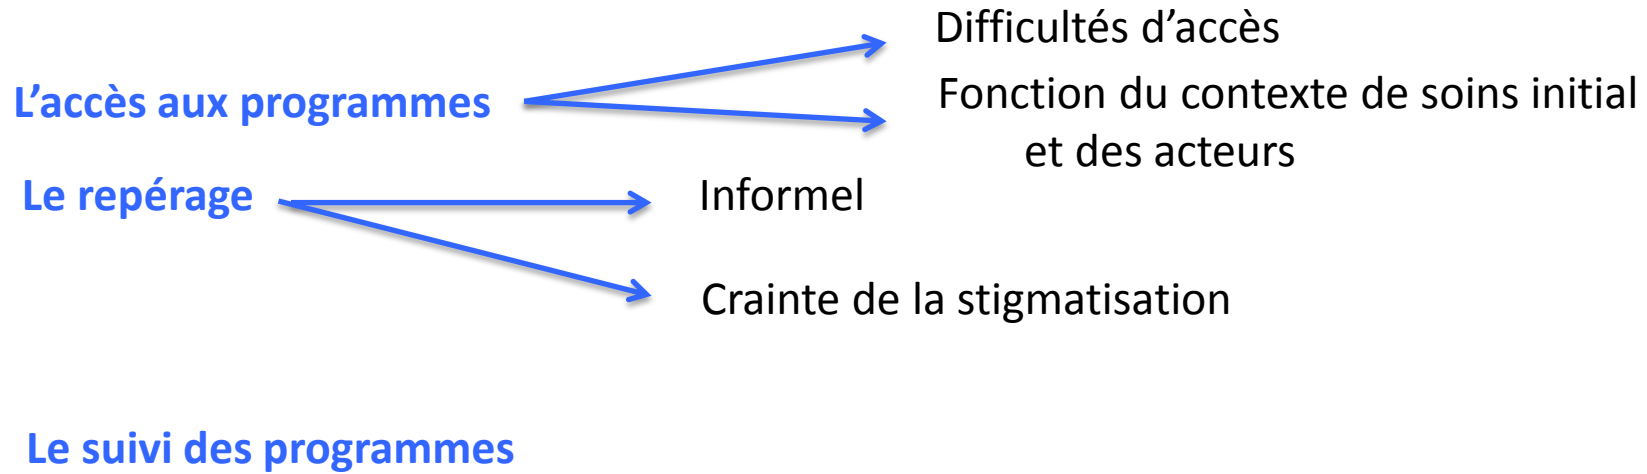 Difficultés d’accès
L’accès aux programmes
Fonction du contexte de soins initial
et des acteurs
Le repérage
Informel
Crainte de la stigmatisation
Le suivi des programmes